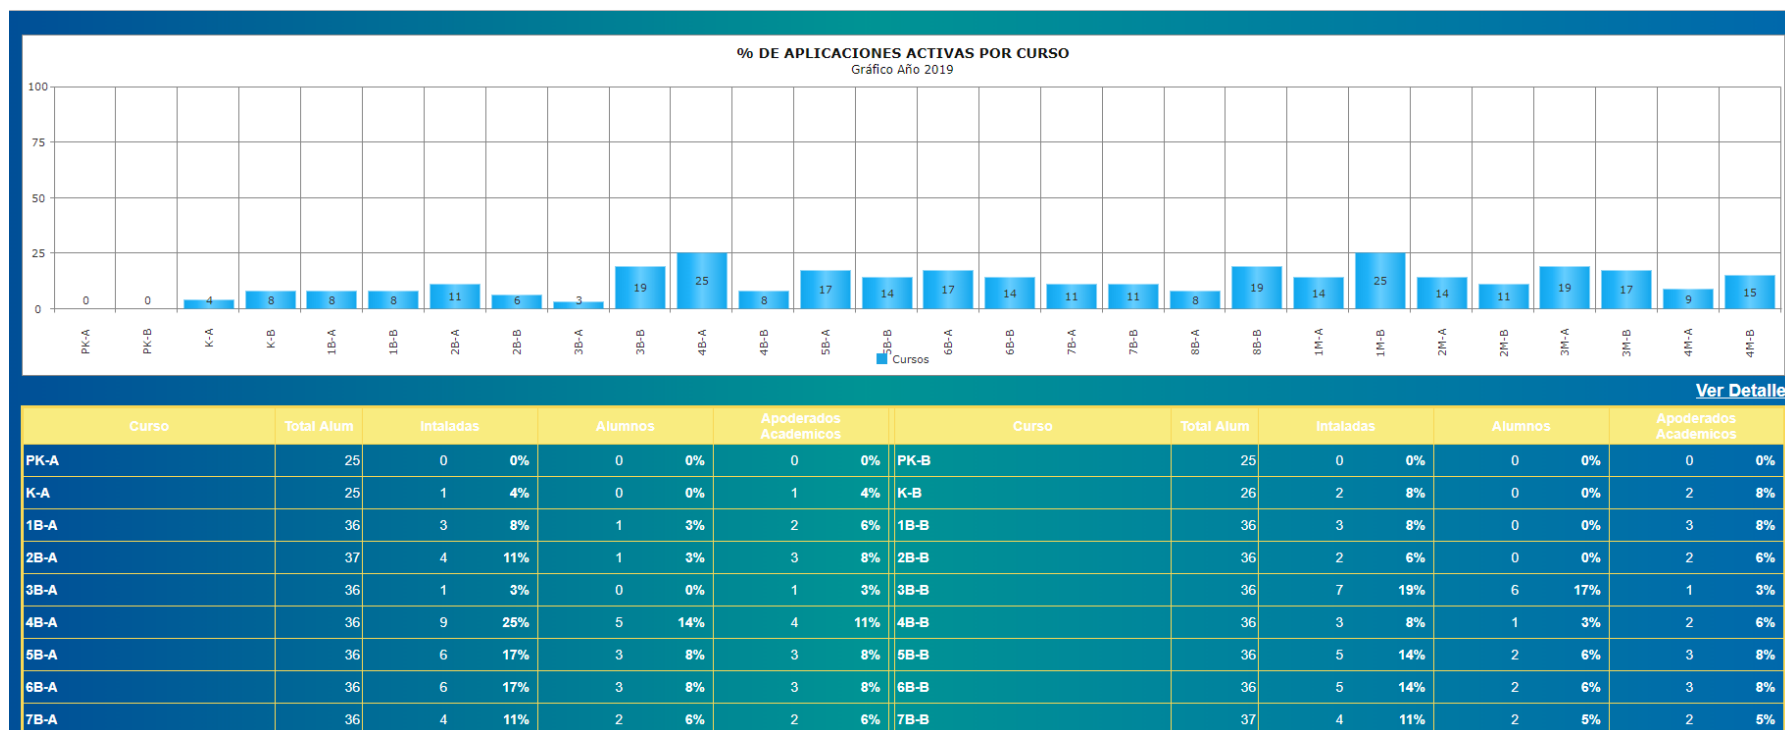 % DE APLICACIONES ACTIVAS POR CURSO
Gráfico Año 2019
100
75
50
25
0
0 0 4 8 8 8 11 6 3 19 25 8 17 14 17 14 11 11 8 19 14 25 14 11 19 17 9 15
PK-A PK-B K-A K-B 1B-A 1B-B 2B-A 2B-B 3B-A 3B-B 4B-A 4B-B 5B-A 5B-B 6B-A 6B-B 7B-A 7B-B 8B-A 8B-B 1M-A 1M-B 2M-A 2M-B 3M-A 3M-B 4M-A 4M-B
Cursos
Ver Detalle
Curso Total Alum Intaladas Alumnos Apoderados Academicos Curso Total Alum Intaladas Alumnos Apoderados Academicos
PK-A 25 0 0% 0 0% 0 0% PK-B 25 0 0% 0 0% 0 0%
K-A 25 1 4% 0 0% 1 4% K-B 26 2 8% 0 0% 2 8%
1B-A 36 3 8% 1 3% 2 6% 1B-B 36 3 8% 0 0% 3 8%
2B-A 37 4 11% 1 3% 3 8% 2B-B 36 2 6% 0 0% 2 6%
3B-A 36 1 3% 0 0% 1 3% 3B-B 36 7 19% 6 17% 1 3%
4B-A 36 9 25% 5 14% 4 11% 4B-B 36 3 8% 1 3% 2 6%
5B-A 36 6 17% 3 8% 3 8% 5B-B 36 5 14% 2 6% 3 8%
6B-A 36 6 17% 3 8% 3 8% 6B-B 36 5 14% 2 6% 3 8%
7B-A 36 4 11% 2 6% 2 6% 7B-B 37 4 11% 2 5% 2 5%